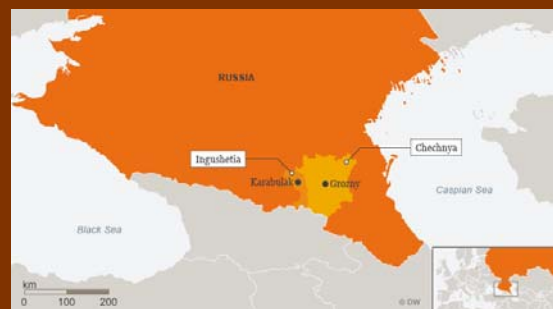 RUSSIA
Chechnya
Ingushetia
Karabulak
Grozny
Caspian Sea
Black Sea
km
0 100 200
© DW